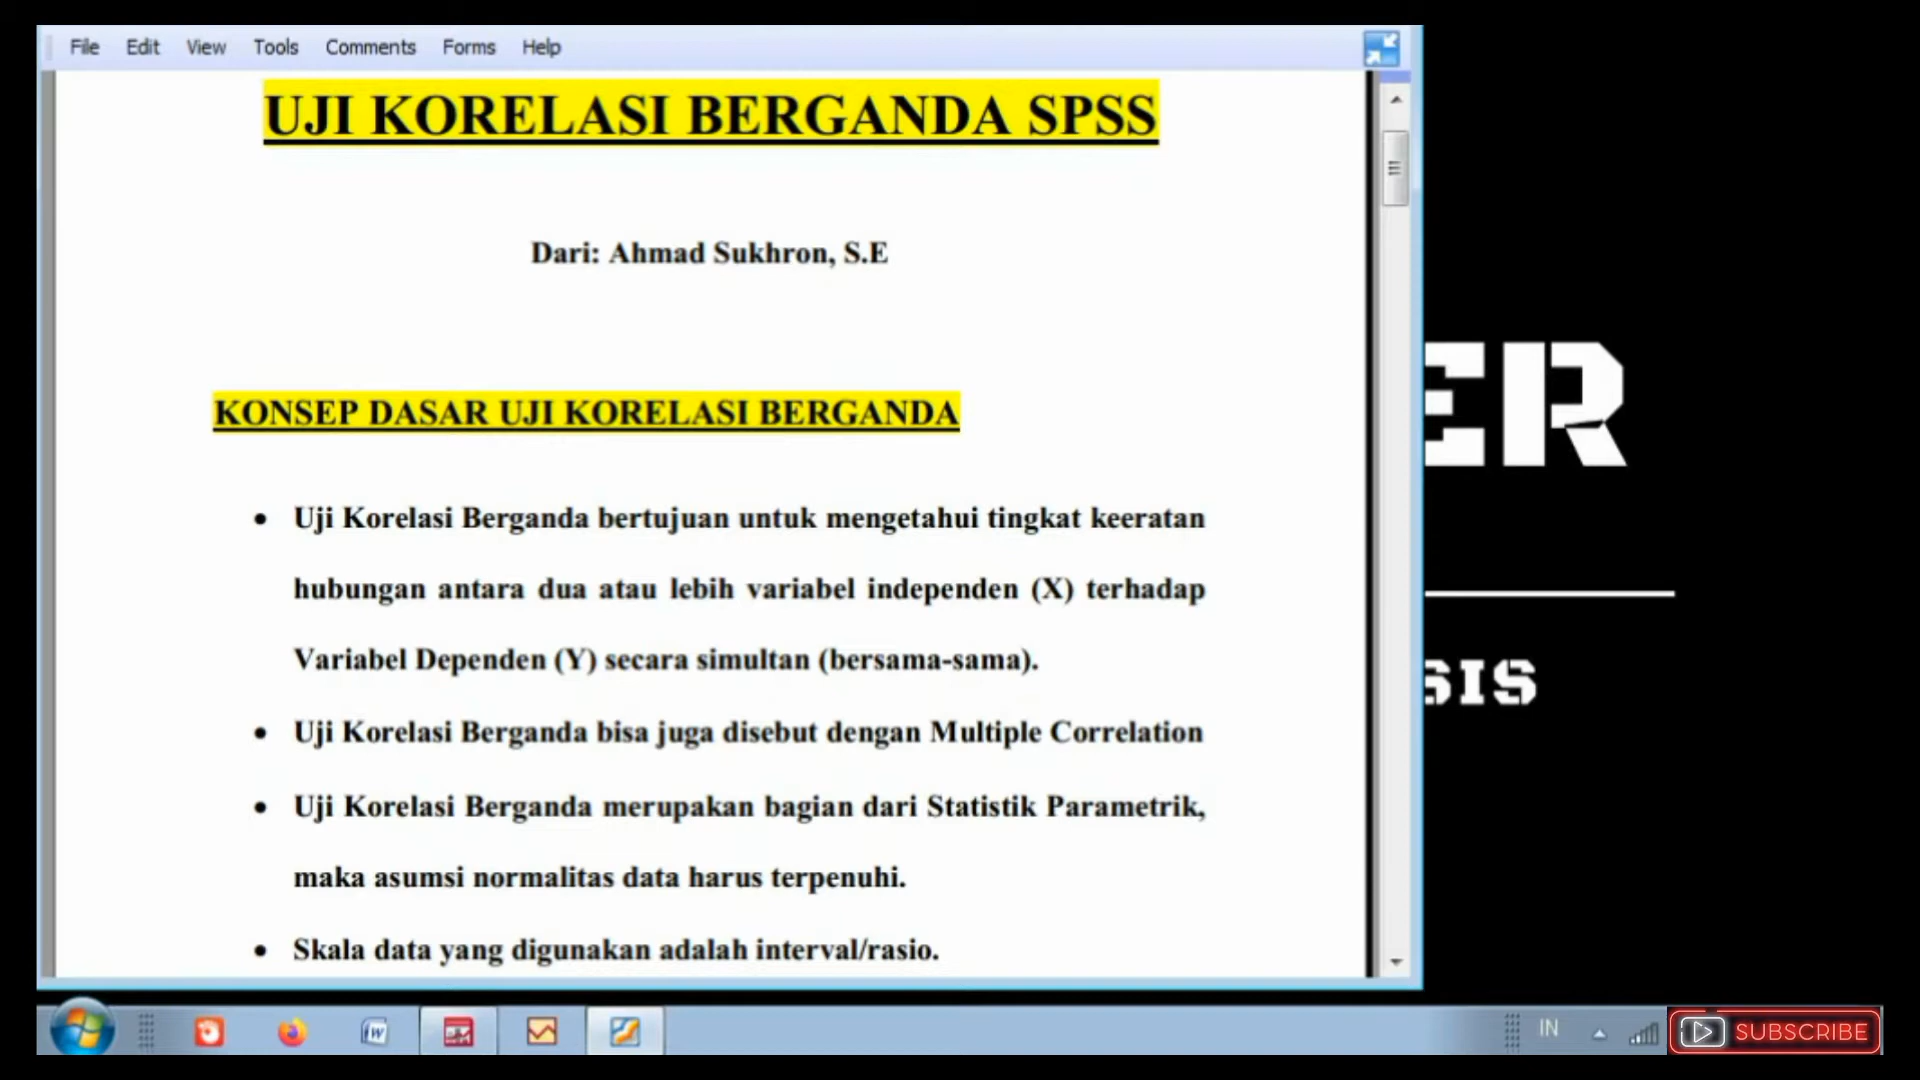 File Edit View Tools Comments Forms Help
UJI KORELASI BERGANDA SPSS
Dari: Ahmad Sukhron, S.E
KONSEP DASAR UJI KORELASI BERGANDA
• Uji Korelasi Berganda bertujuan untuk mengetahui tingkat keeratan
hubungan antara dua atau lebih variabel independen (X) terhadap
Variabel Dependen (Y) secara simultan (bersama-sama).
• Uji Korelasi Berganda bisa juga disebut dengan Multiple Correlation
• Uji Korelasi Berganda merupakan bagian dari Statistik Parametrik,
maka asumsi normalitas data harus terpenuhi.
• Skala data yang digunakan adalah interval/rasio.
ER
SIS
IN
SUBSCRIBE